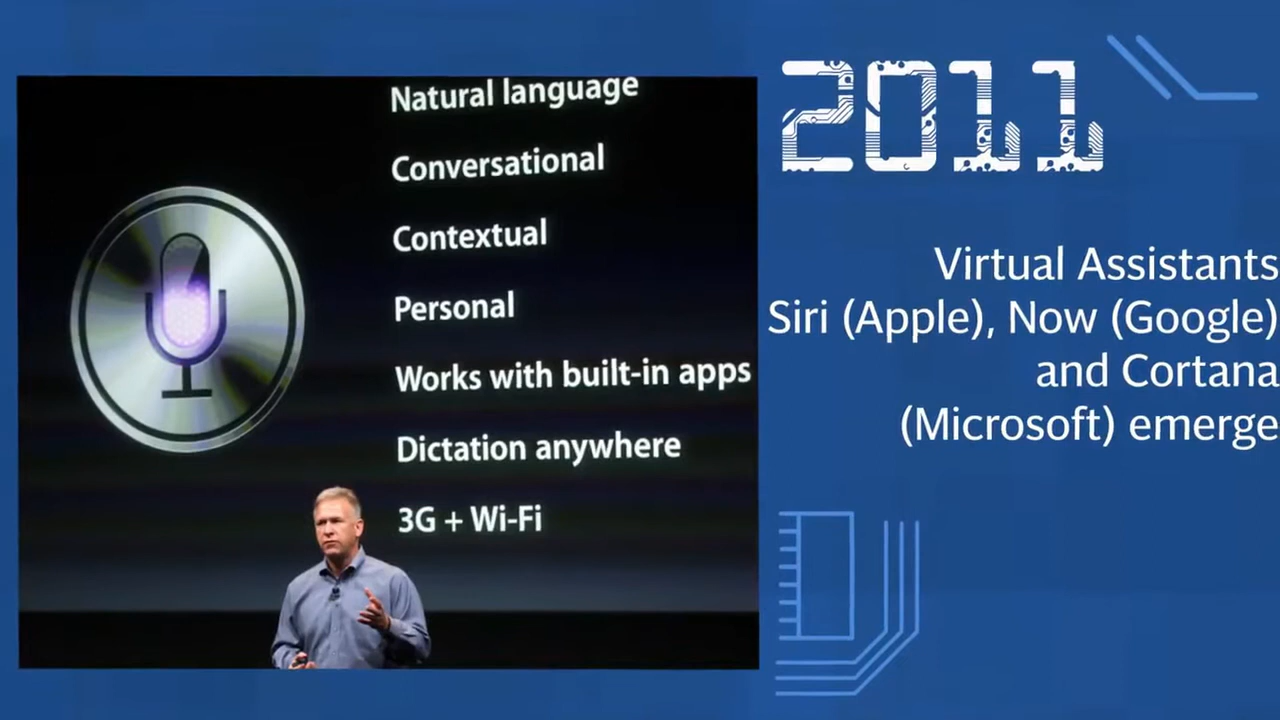 Natural language
Conversational
Contextual
Personal
Works with built-in apps
Dictation anywhere
3G + Wi-Fi
2011
Virtual Assistants
Siri (Apple), Now (Google)
and Cortana
(Microsoft) emerge